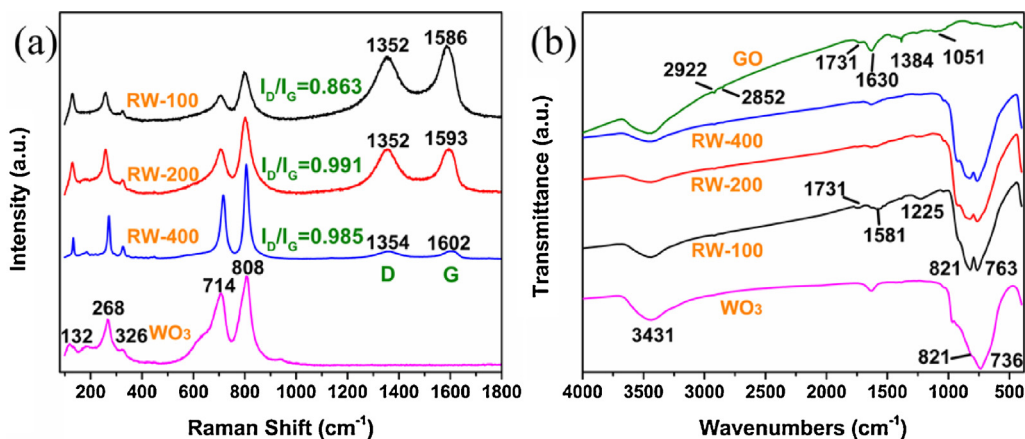 (a)
1352
1586
I_D/I_G=0.863
RW-100
1352
1593
RW-200
I_D/I_G=0.991
RW-400
I_D/I_G=0.985
1354
1602
D
G
808
714
268
132
326
WO₃
Intensity (a.u.)
200 400 600 800 1000 1200 1400 1600 1800
Raman Shift (cm⁻¹)
(b)
GO
1731
1384
1051
1630
2922
2852
RW-400
RW-200
1731
1225
1581
RW-100
821
763
WO₃
3431
821
736
Transmittance (a.u.)
4000 3500 3000 2500 2000 1500 1000 500
Wavenumbers (cm⁻¹)